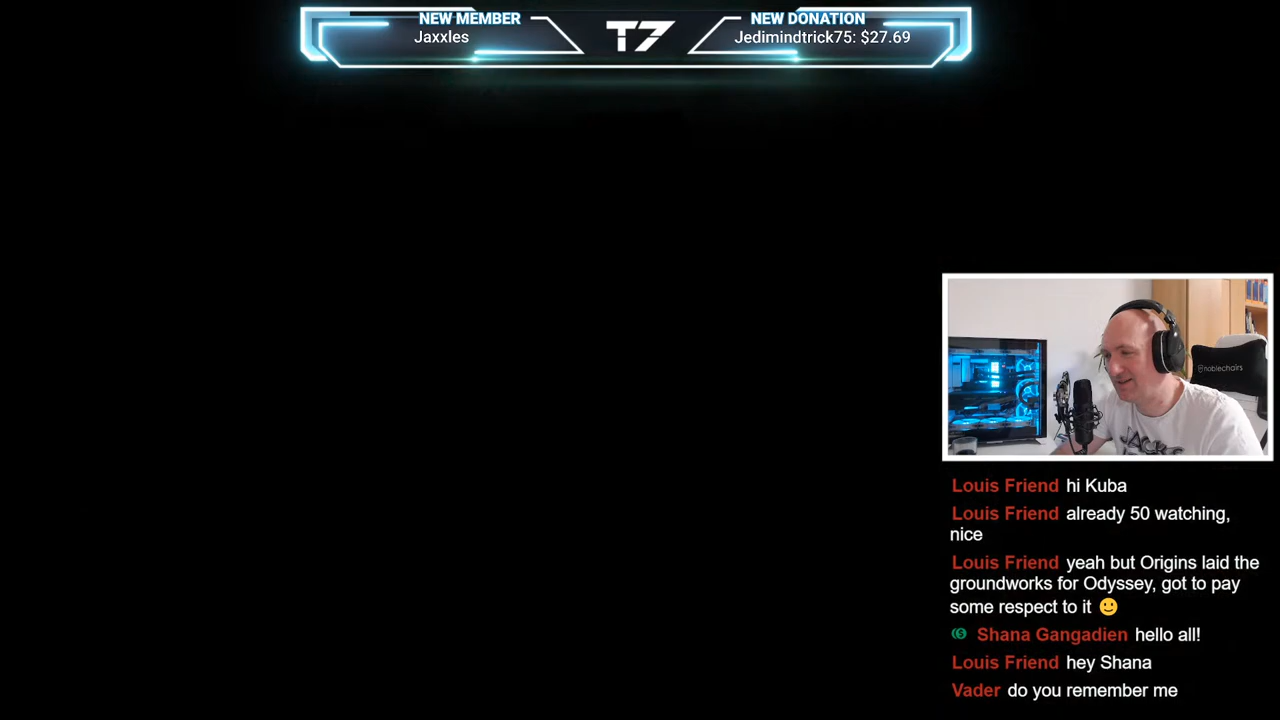 NEW MEMBER
Jaxxles
T7
NEW DONATION
Jedimindtrick75: $27.69
noblechairs
Louis Friend hi Kuba
Louis Friend already 50 watching,
nice
Louis Friend yeah but Origins laid the
groundworks for Odyssey, got to pay
some respect to it 🙂
Shana Gangadien hello all!
Louis Friend hey Shana
Vader do you remember me